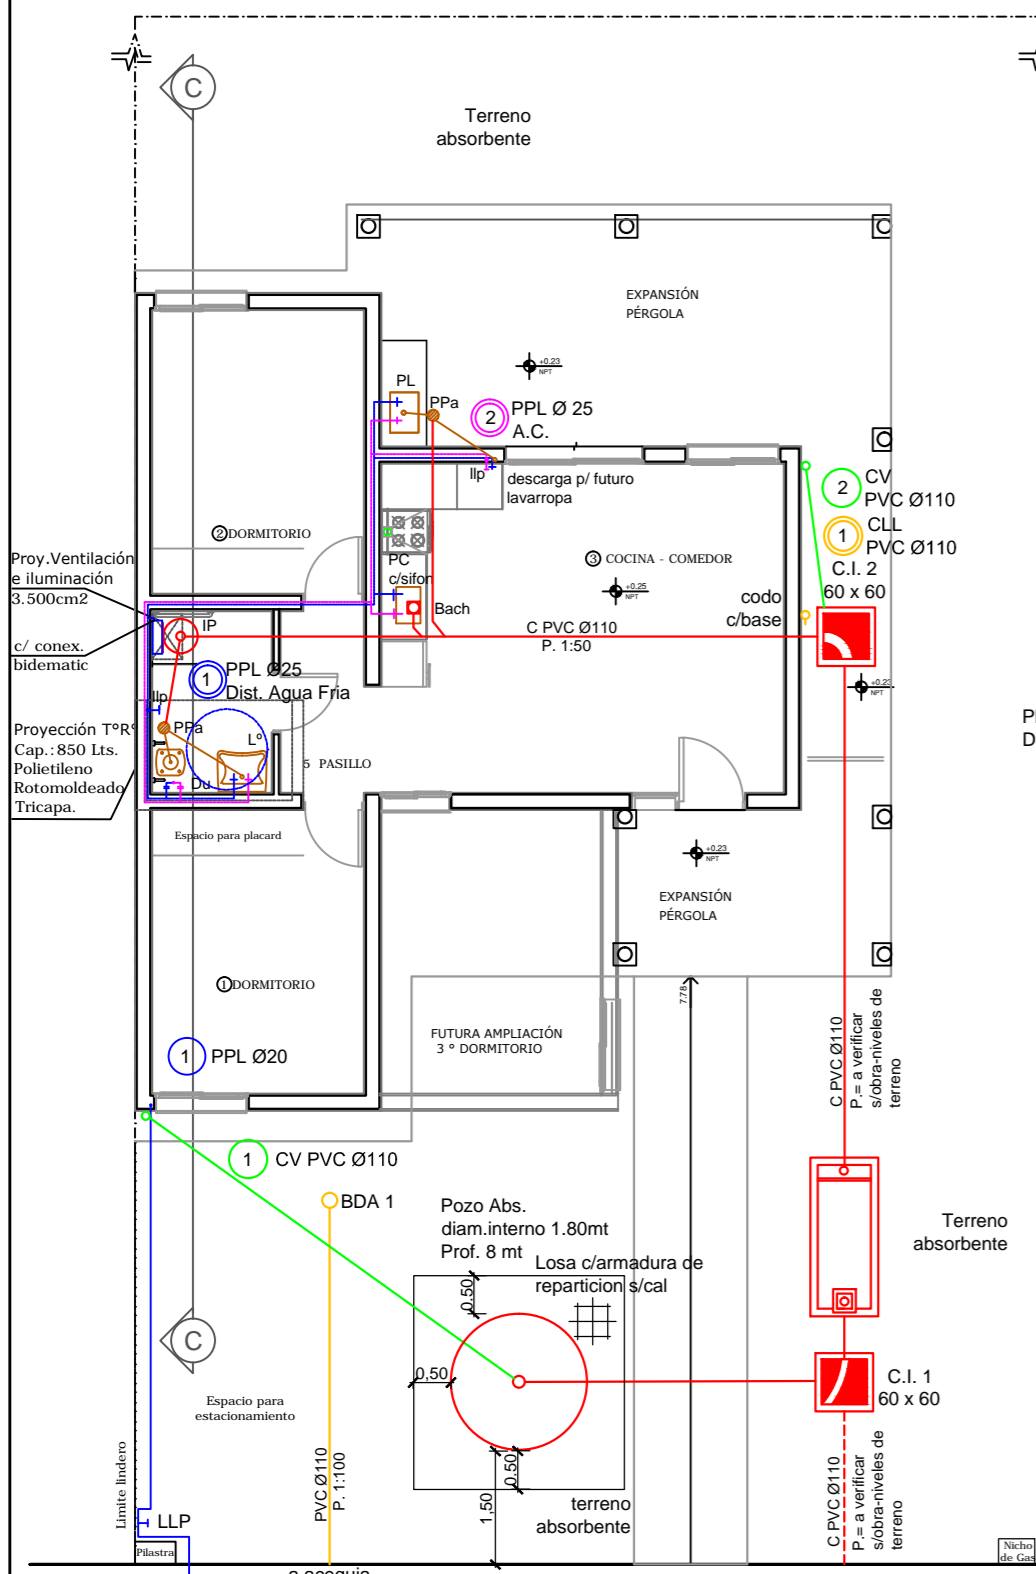 C
Terreno
absorbente
EXPANSIÓN
PÉRGOLA
+0.23
NPT
PL
PPa
2
PPL Ø 25
A.C.
llp
descarga p/ futuro
lavarropa
2
CV
PVC Ø110
1
CLL
PVC Ø110
C.I. 2
60 x 60
2 DORMITORIO
3 COCINA - COMEDOR
PC
c/sifon
+0.25
NPT
Bach
codo
c/base
C PVC Ø110
P. 1:50
Proy.Ventilación
e iluminación
3.500cm2
c/ conex.
bidematic
IP
1
PPL Ø25
Dist. Agua Fria
llp
PPa
L°
Du
5 PASILLO
Proyección T°R°
Cap.:850 Lts.
Polietileno
Rotomoldeado
Tricapa.
+0.23
NPT
Espacio para placard
+0.23
NPT
EXPANSIÓN
PÉRGOLA
1 DORMITORIO
7.78
FUTURA AMPLIACIÓN
3 ° DORMITORIO
C PVC Ø110
P.= a verificar
s/obra-niveles de
terreno
1
PPL Ø20
1
CV PVC Ø110
BDA 1
Pozo Abs.
diam.interno 1.80mt
Prof. 8 mt
Losa c/armadura de
reparticion s/cal
Terreno
absorbente
0.50
0,50
C
C.I. 1
60 x 60
Espacio para
estacionamiento
Limite lindero
PVC Ø110
P. 1:100
0.50
1,50
terreno
absorbente
C PVC Ø110
P.= a verificar
s/obra-niveles de
terreno
LLP
Pilastra
Nicho
de Gas
a acequia